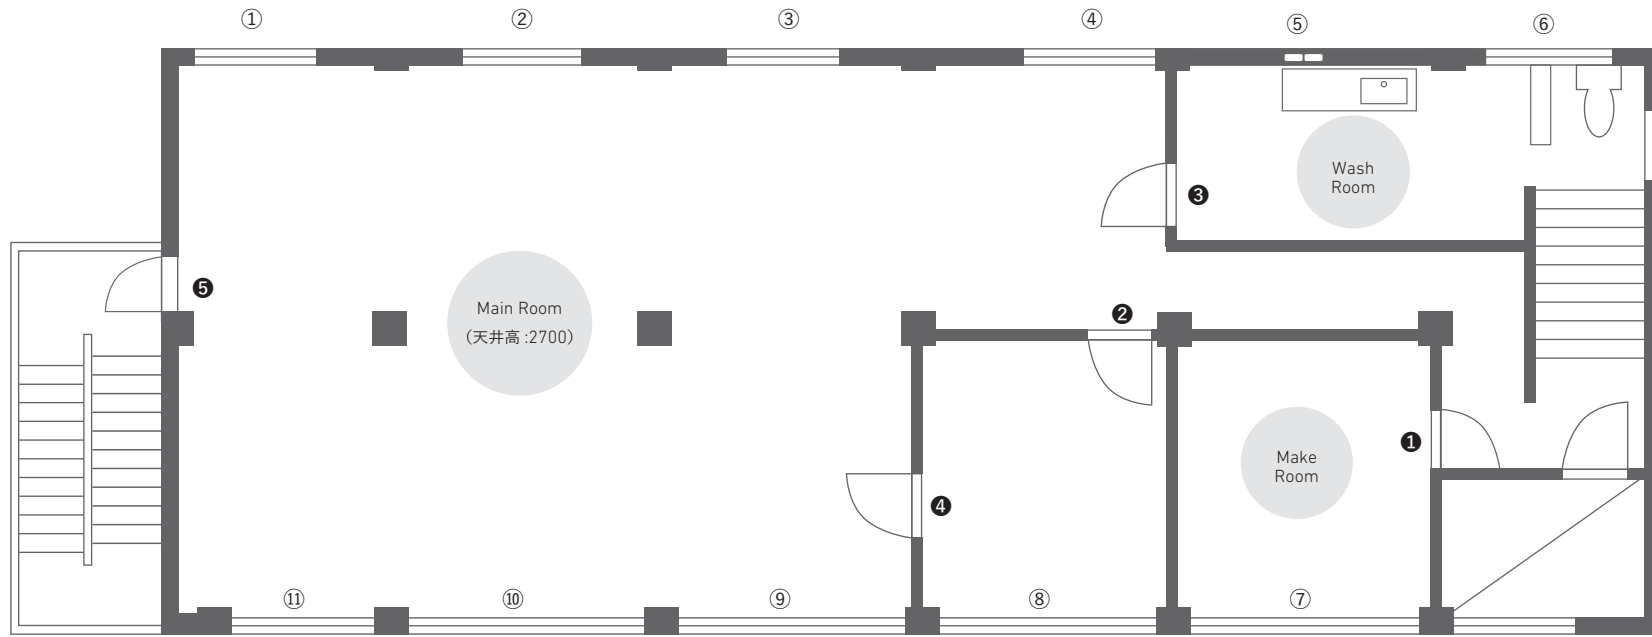 ① ② ③ ④ ⑤ ⑥
Wash
Room
❸
❺
Main Room
（天井高 :2700）
❷
❶
Make
Room
❹
⑪ ⑩ ⑨ ⑧ ⑦